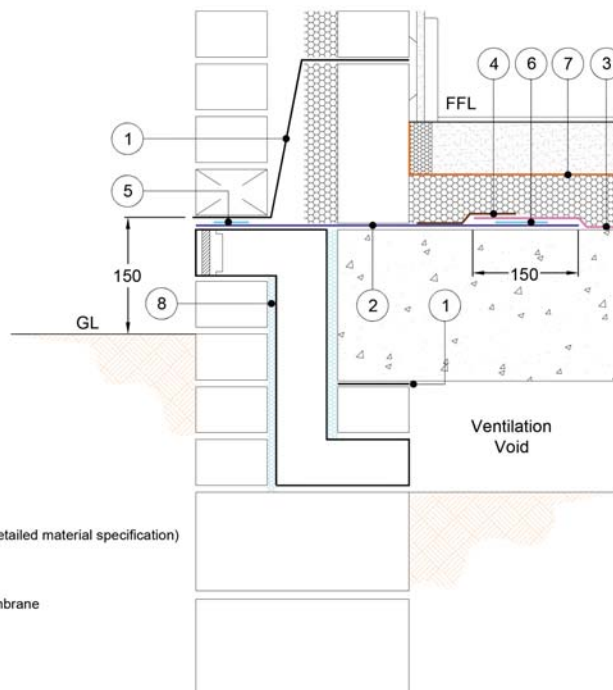 4
6
7
3
FFL
1
5
150
150
GL
8
2
1
Ventilation
Void
etailed material specification)
mbrane